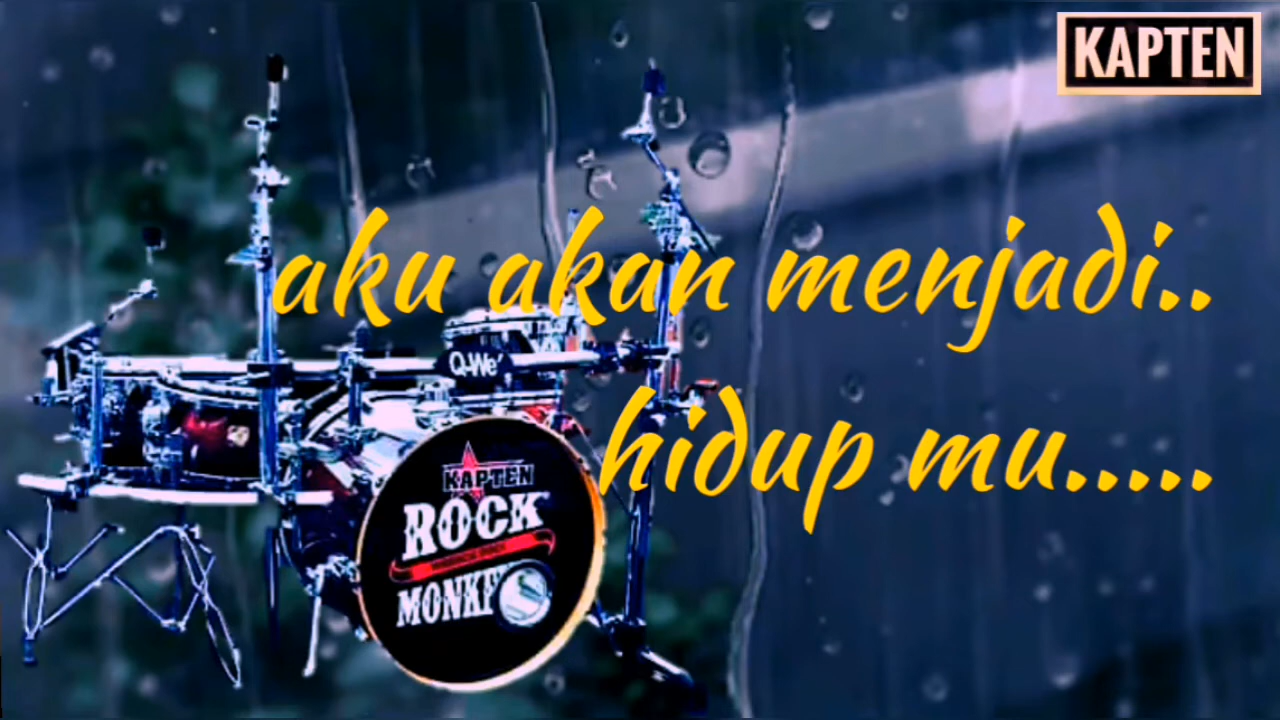 KAPTEN
aku akan menjadi..
hidup mu.....
Q-We'
KAPTEN
ROCK